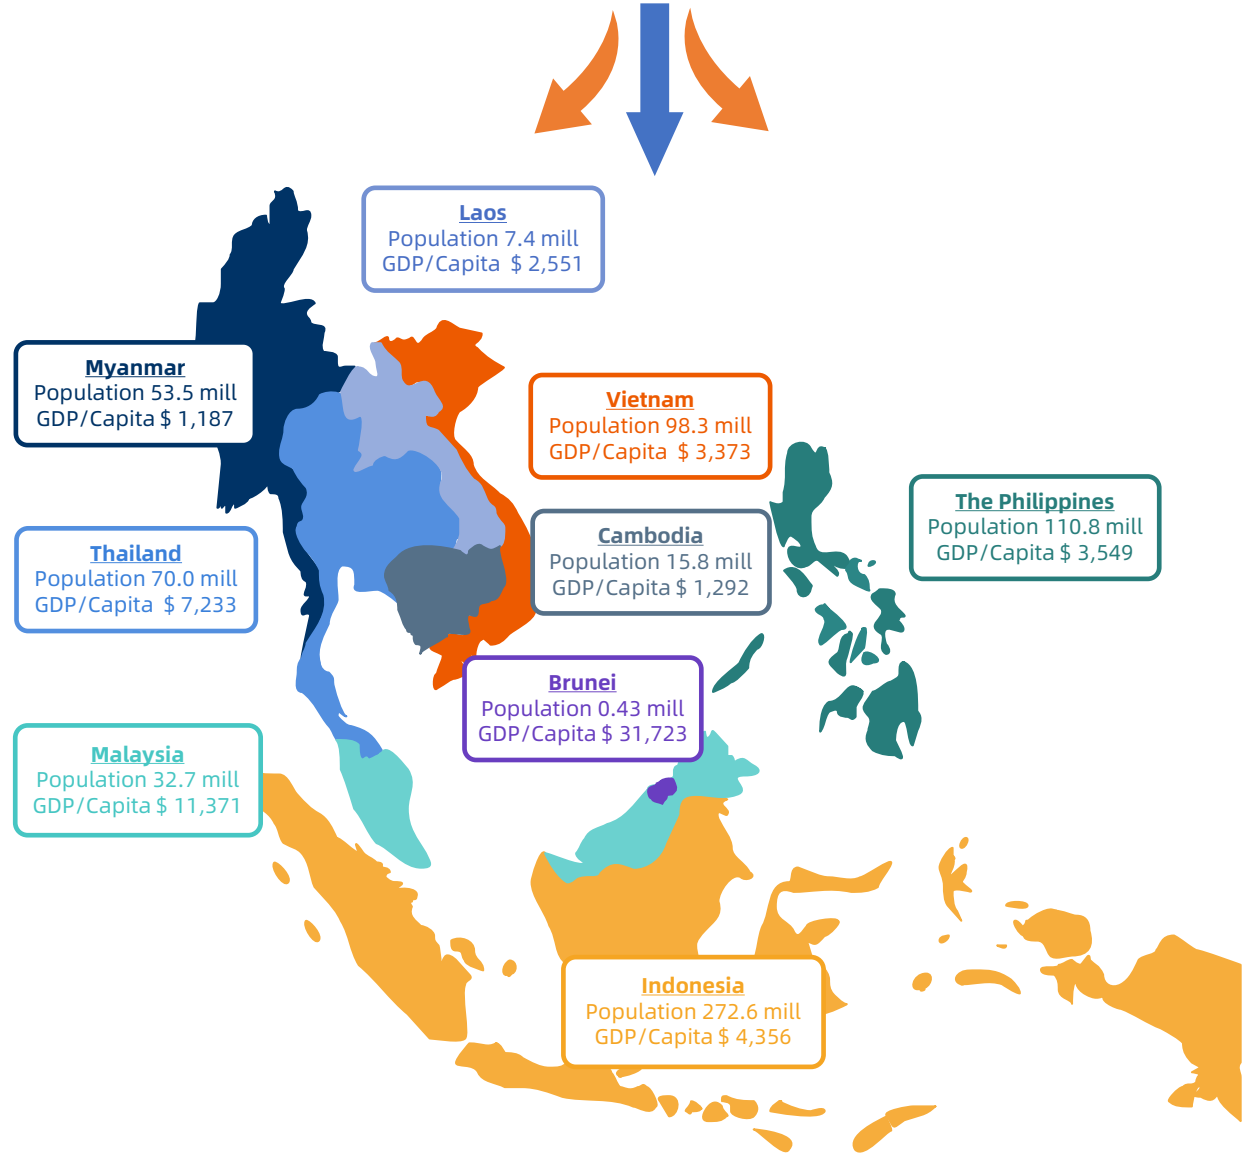 Laos
Population 7.4 mill
GDP/Capita $ 2,551
Myanmar
Population 53.5 mill
GDP/Capita $ 1,187
Vietnam
Population 98.3 mill
GDP/Capita $ 3,373
The Philippines
Population 110.8 mill
GDP/Capita $ 3,549
Cambodia
Population 15.8 mill
GDP/Capita $ 1,292
Thailand
Population 70.0 mill
GDP/Capita $ 7,233
Brunei
Population 0.43 mill
GDP/Capita $ 31,723
Malaysia
Population 32.7 mill
GDP/Capita $ 11,371
Indonesia
Population 272.6 mill
GDP/Capita $ 4,356